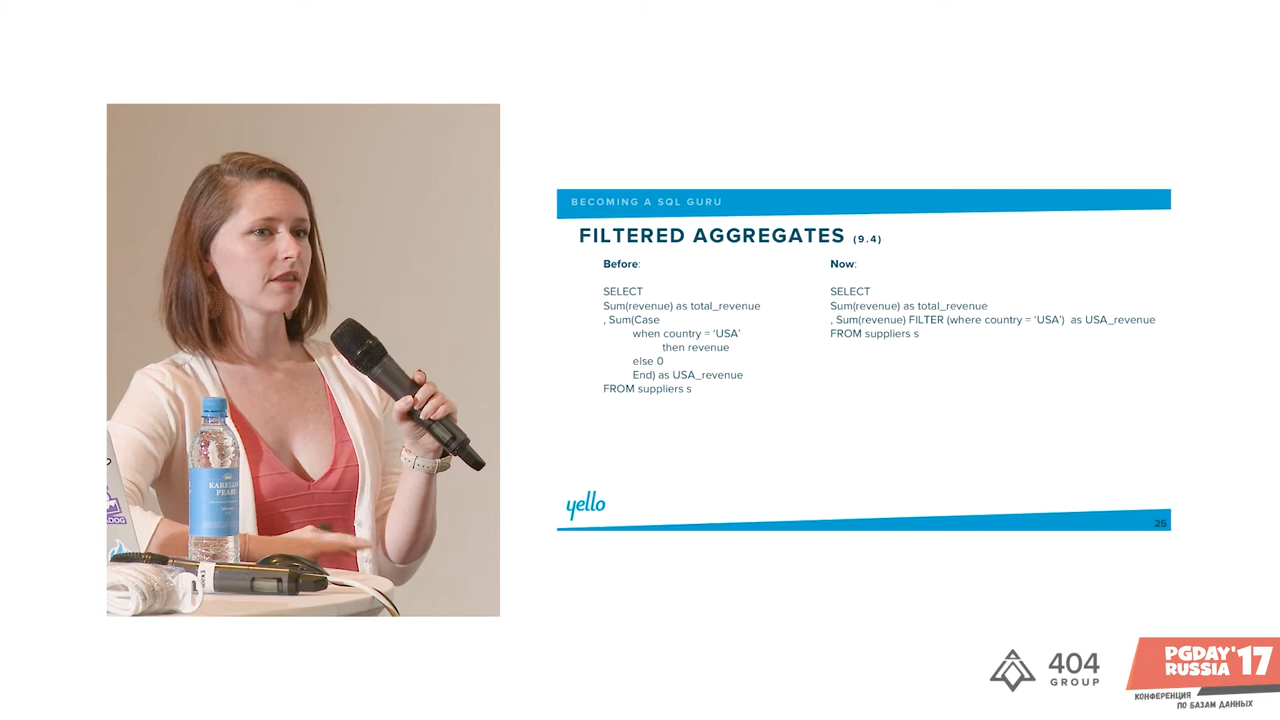 BECOMING A SQL GURU
FILTERED AGGREGATES (9.4)
Before:
SELECT
Sum(revenue) as total_revenue
, Sum(Case
when country = ‘USA’
then revenue
else 0
End) as USA_revenue
FROM suppliers s
Now:
SELECT
Sum(revenue) as total_revenue
, Sum(revenue) FILTER (where country = ‘USA’)  as USA_revenue
FROM suppliers s
yello
25
KARELIA
PEARL
404
GROUP
PGDAY'17
RUSSIA
КОНФЕРЕНЦИЯ
ПО БАЗАМ ДАННЫХ